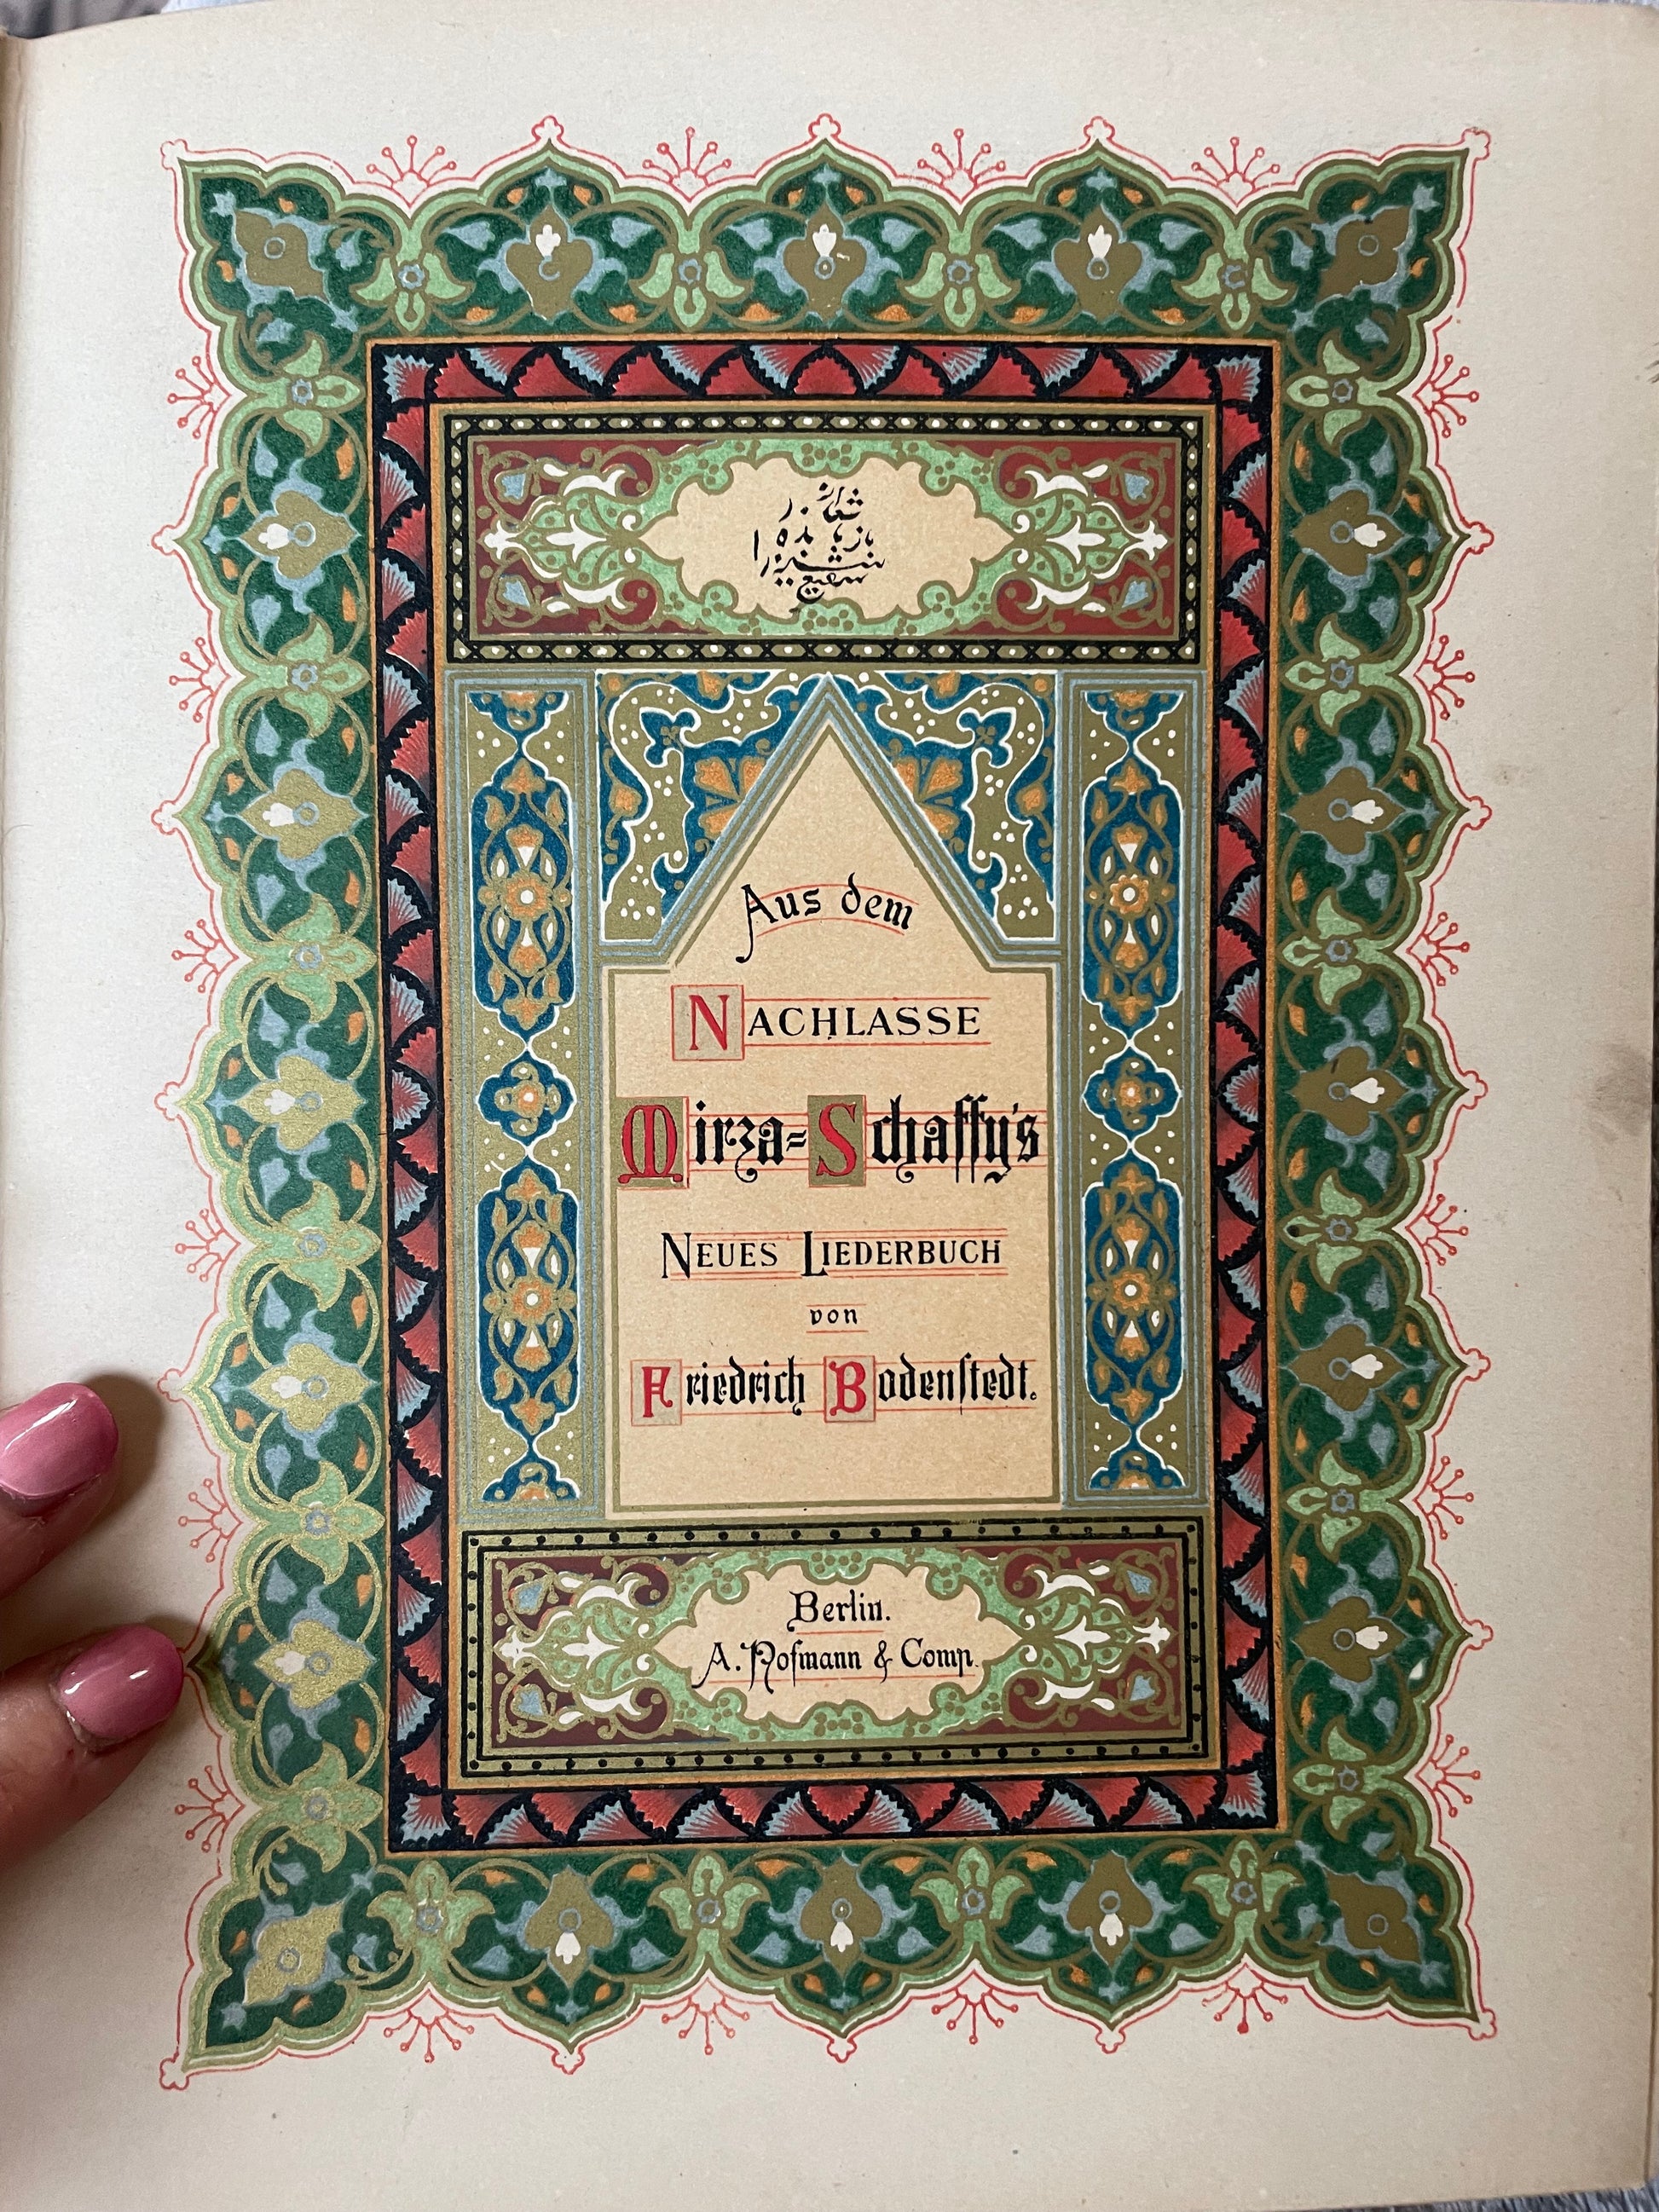 Aus dem
NACHLASSE
Mirza-Schaffy's
NEUES LIEDERBUCH
von
Friedrich Bodenstedt.
Berlin.
A. Hofmann & Comp.